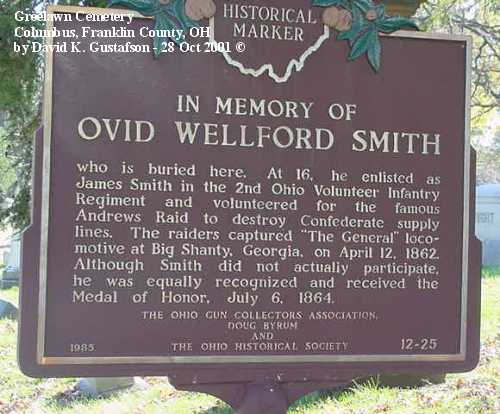 Greelawn Cemetery
Columbus, Franklin County, OH
by David K. Gustafson - 28 Oct 2001 ©
HISTORICAL
MARKER
IN MEMORY OF
OVID WELLFORD SMITH
who is buried here. At 16, he enlisted as
James Smith in the 2nd Ohio Volunteer Infantry
Regiment and volunteered for the famous
Andrews Raid to destroy Confederate supply
lines. The raiders captured "The General" loco-
motive at Big Shanty, Georgia, on April 12, 1862.
Although Smith did not actually participate,
he was equally recognized and received the
Medal of Honor, July 6, 1864.
THE OHIO GUN COLLECTORS ASSOCIATION,
DOUG BYRUM
AND
1985 THE OHIO HISTORICAL SOCIETY 12-25